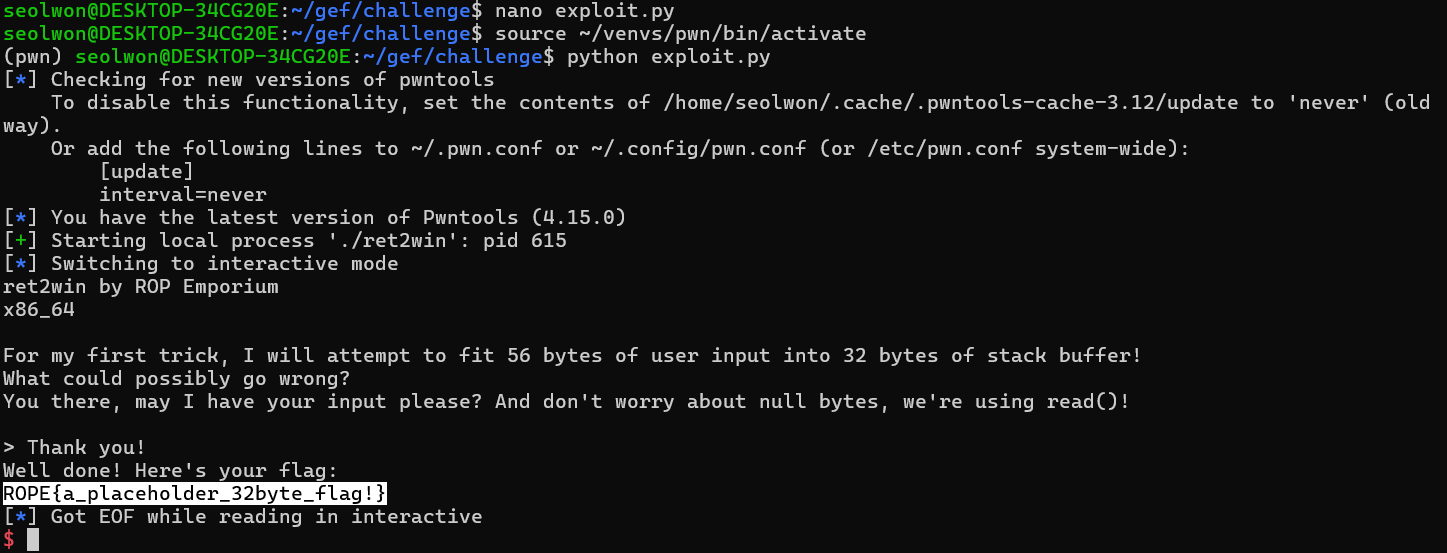 seolwon@DESKTOP-34CG20E:~/gef/challenge$ nano exploit.py
seolwon@DESKTOP-34CG20E:~/gef/challenge$ source ~/venvs/pwn/bin/activate
(pwn) seolwon@DESKTOP-34CG20E:~/gef/challenge$ python exploit.py
[*] Checking for new versions of pwntools
    To disable this functionality, set the contents of /home/seolwon/.cache/.pwntools-cache-3.12/update to 'never' (old
way).
    Or add the following lines to ~/.pwn.conf or ~/.config/pwn.conf (or /etc/pwn.conf system-wide):
        [update]
        interval=never
[*] You have the latest version of Pwntools (4.15.0)
[+] Starting local process './ret2win': pid 615
[*] Switching to interactive mode
ret2win by ROP Emporium
x86_64

For my first trick, I will attempt to fit 56 bytes of user input into 32 bytes of stack buffer!
What could possibly go wrong?
You there, may I have your input please? And don't worry about null bytes, we're using read()!

> Thank you!
Well done! Here's your flag:
ROPE{a_placeholder_32byte_flag!}
[*] Got EOF while reading in interactive
$